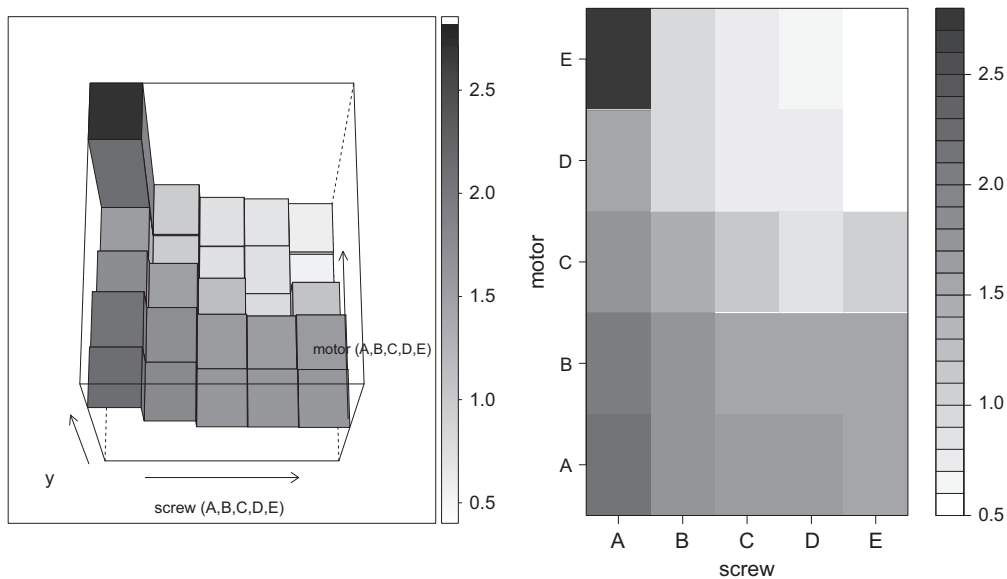 2.5
2.0
1.5
1.0
0.5
motor (A,B,C,D,E)
y
screw (A,B,C,D,E)
E
D
C
B
A
motor
A B C D E
screw
2.5
2.0
1.5
1.0
0.5